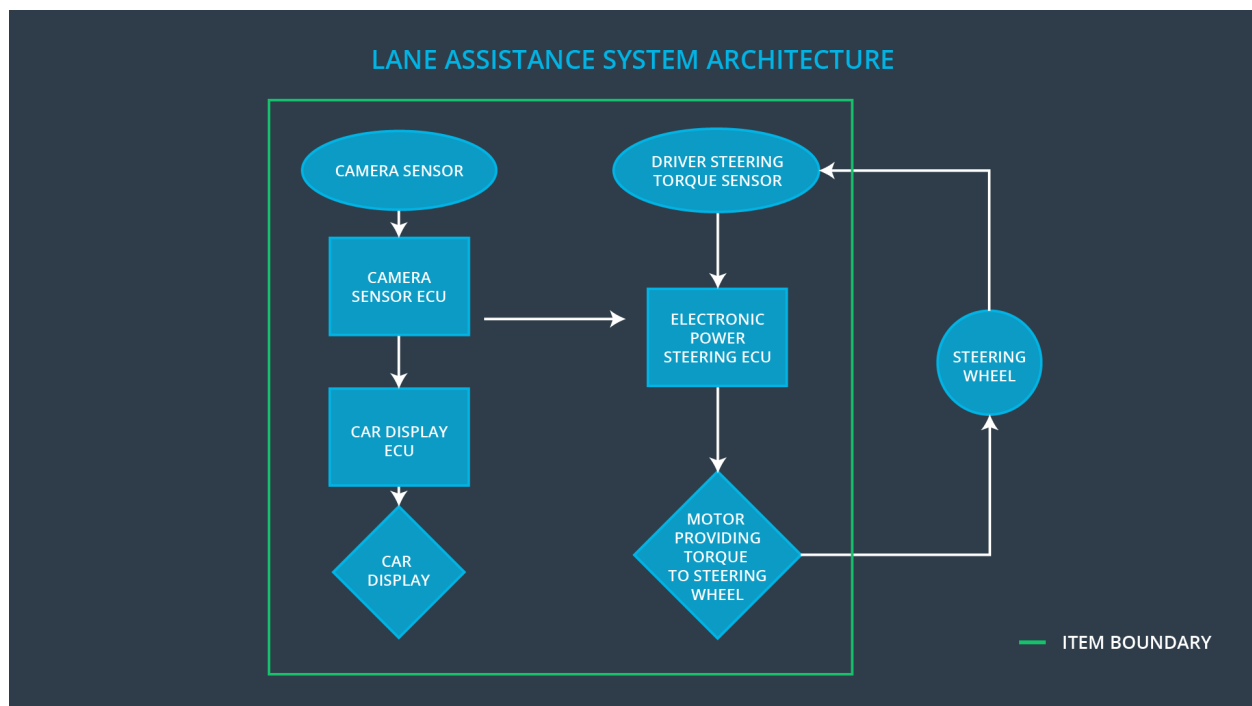 LANE ASSISTANCE SYSTEM ARCHITECTURE
CAMERA SENSOR
CAMERA
SENSOR ECU
CAR DISPLAY
ECU
CAR
DISPLAY
DRIVER STEERING
TORQUE SENSOR
ELECTRONIC
POWER
STEERING ECU
MOTOR
PROVIDING
TORQUE
TO STEERING
WHEEL
STEERING
WHEEL
ITEM BOUNDARY